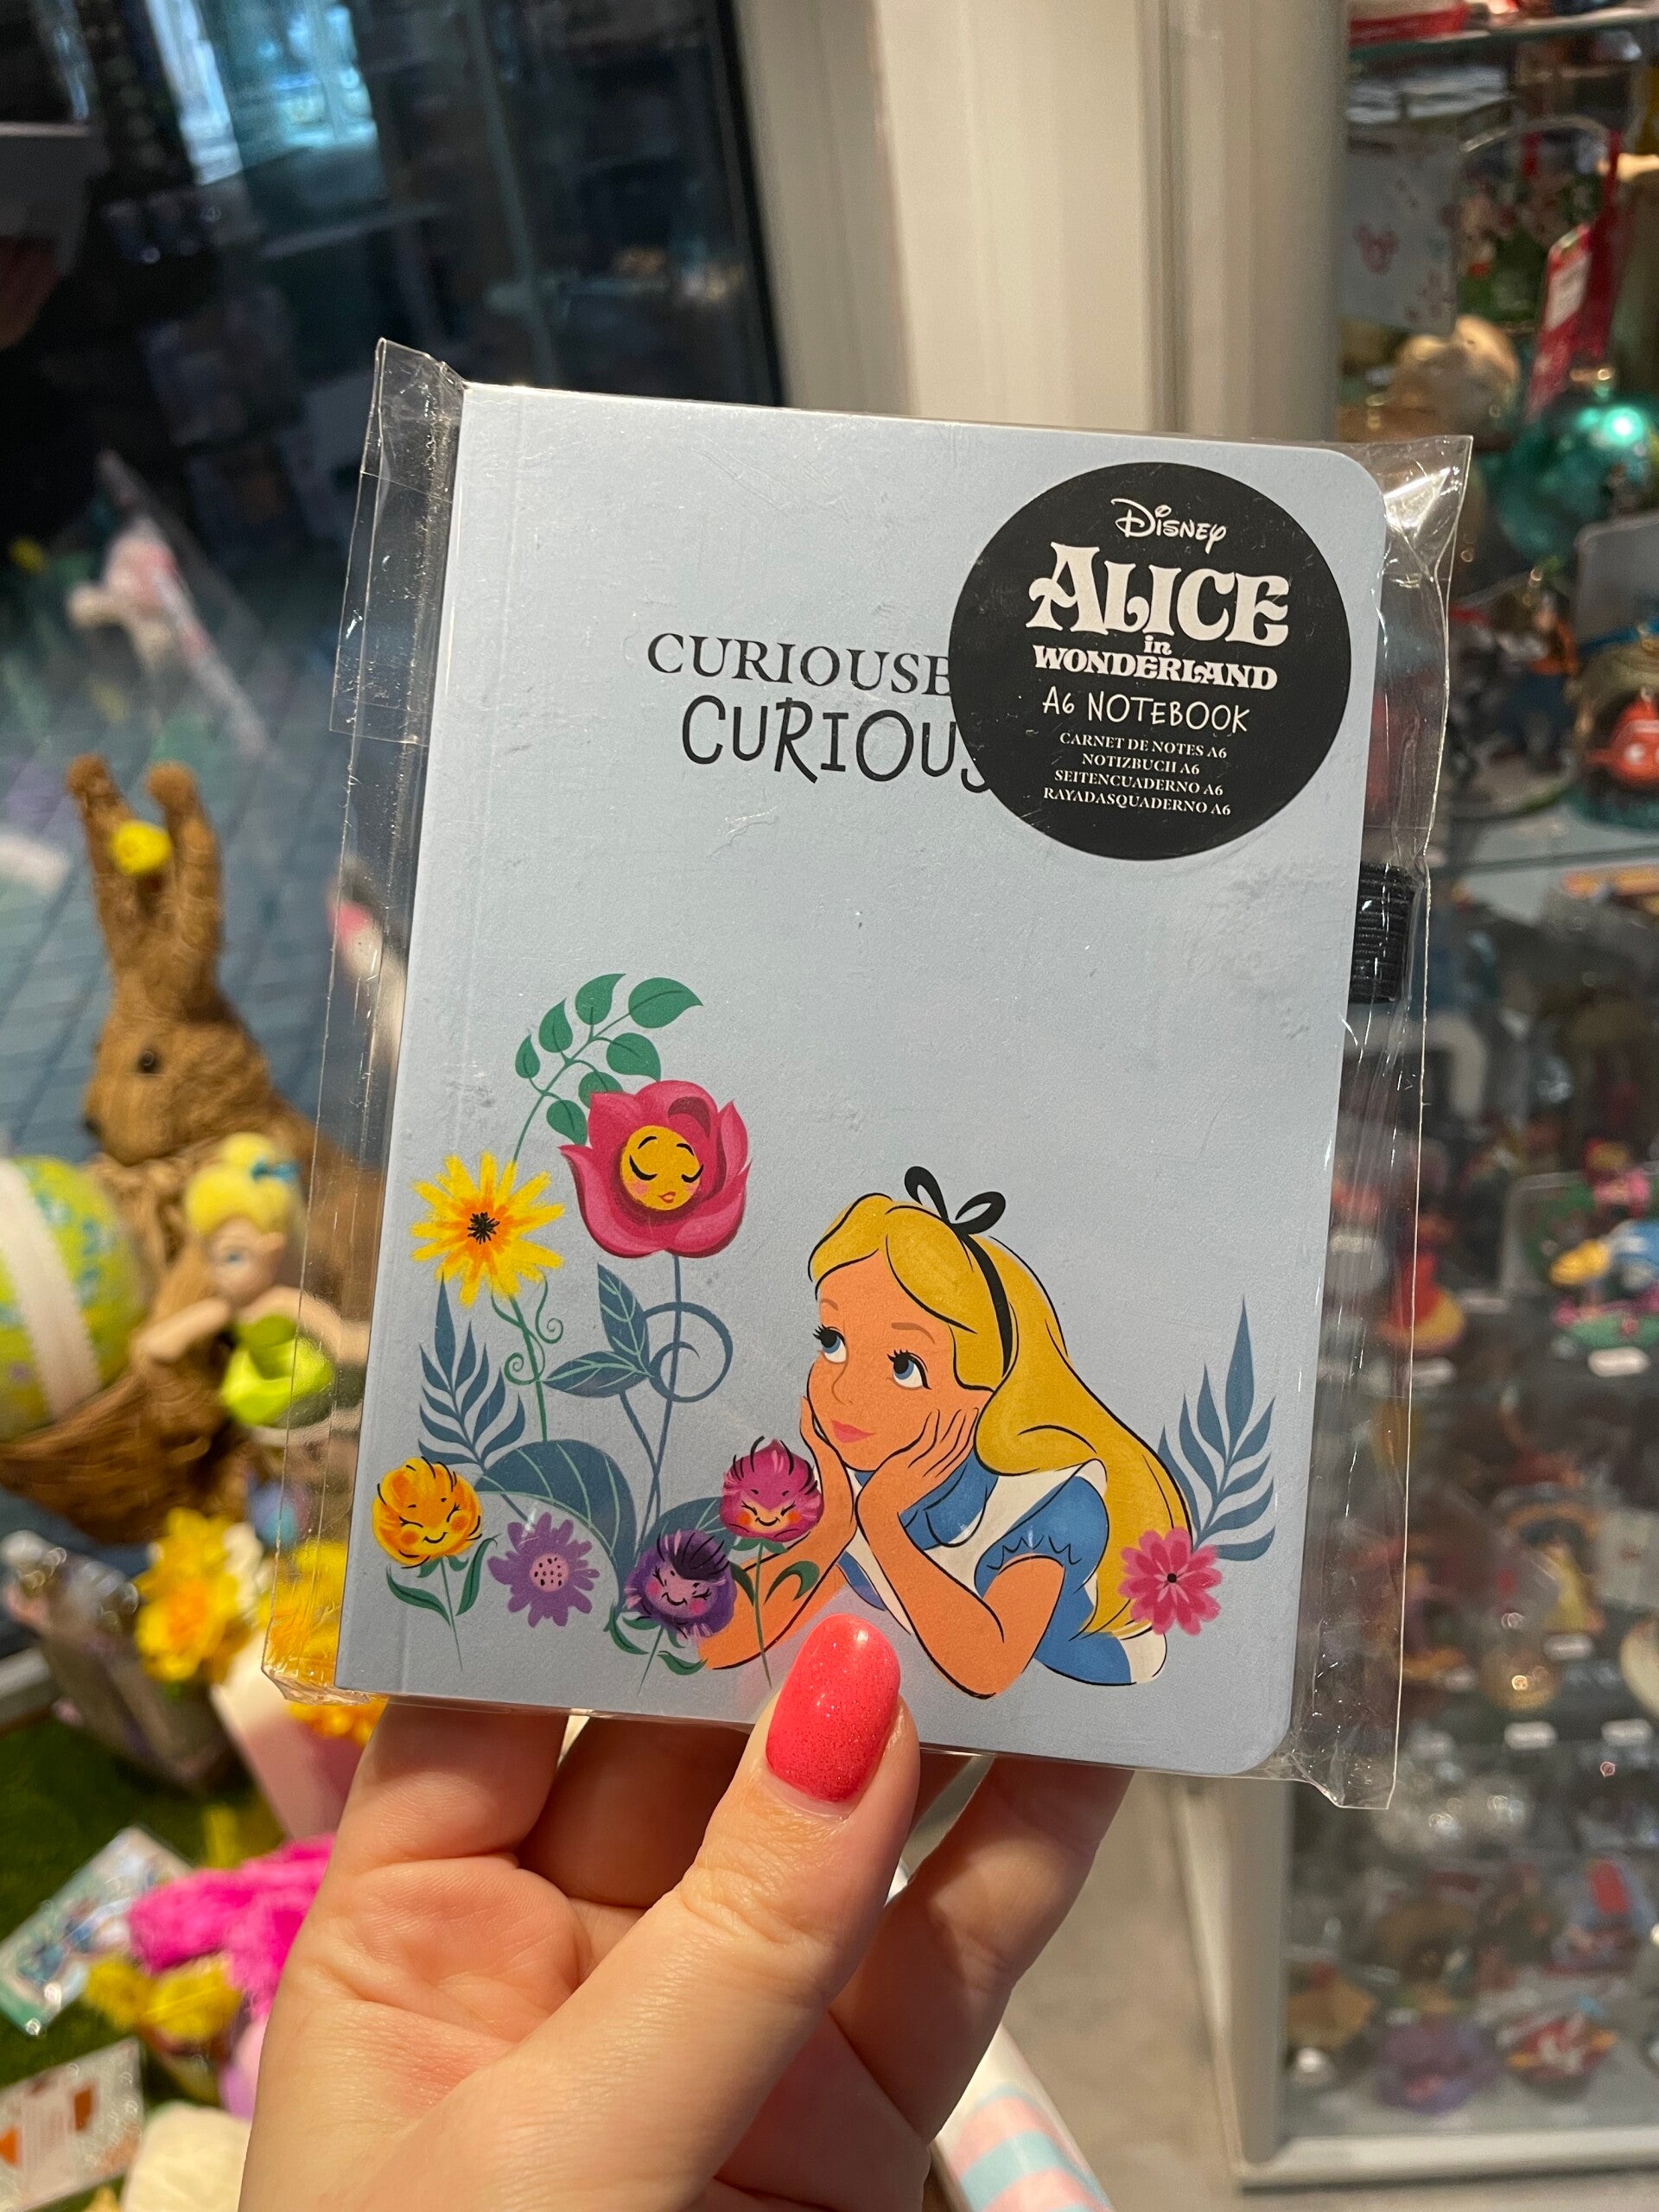 CURIOUSE
CURIOUS
Disney
ALICE
in
WONDERLAND
A6 NOTEBOOK
CARNET DE NOTES A6
NOTIZBUCH A6
SEITENCUADERNO A6
RAYADASQUADERNO A6